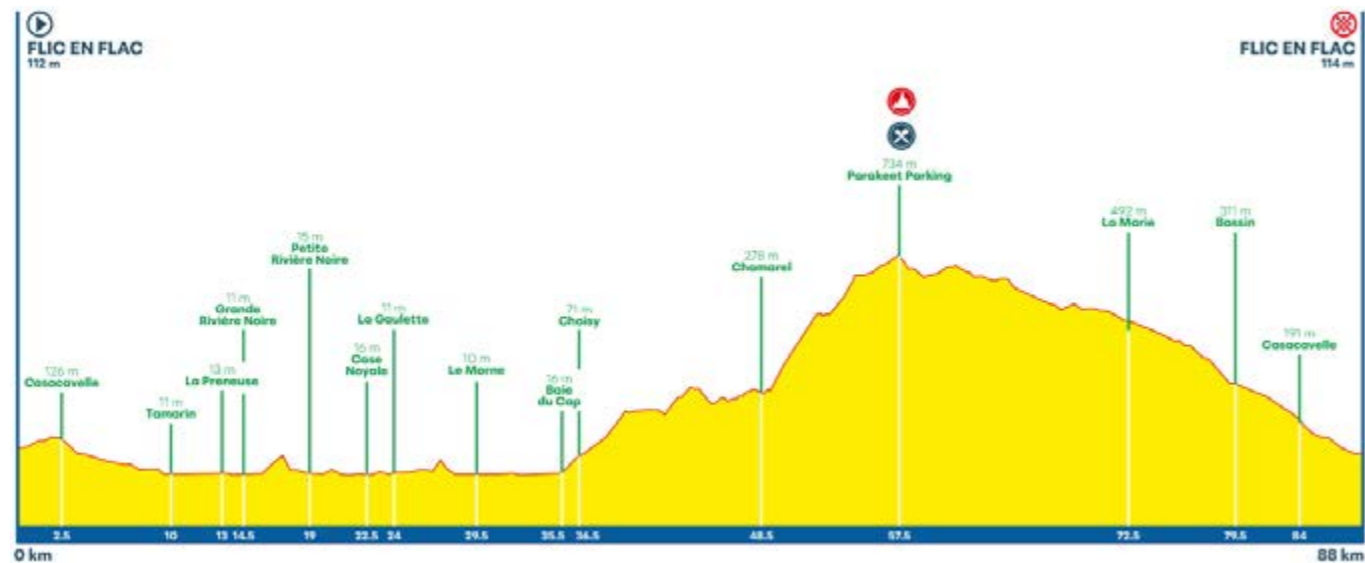 FLIC EN FLAC
112 m
FLIC EN FLAC
114 m
126 m
Casacavelle
11 m
Tamarin
13 m
La Preneuse
11 m
Grande
Rivière Noire
15 m
Petite
Rivière Noire
16 m
Case
Noyale
11 m
La Gaulette
10 m
Le Morne
16 m
Baie
du Cap
71 m
Choisy
278 m
Chamarel
734 m
Parakeet Parking
492 m
La Marie
311 m
Bassin
191 m
Casacavelle
2.5 10 13 14.5 19 22.5 24 29.5 35.5 36.5 48.5 57.5 72.5 79.5 84
0 km 88 km